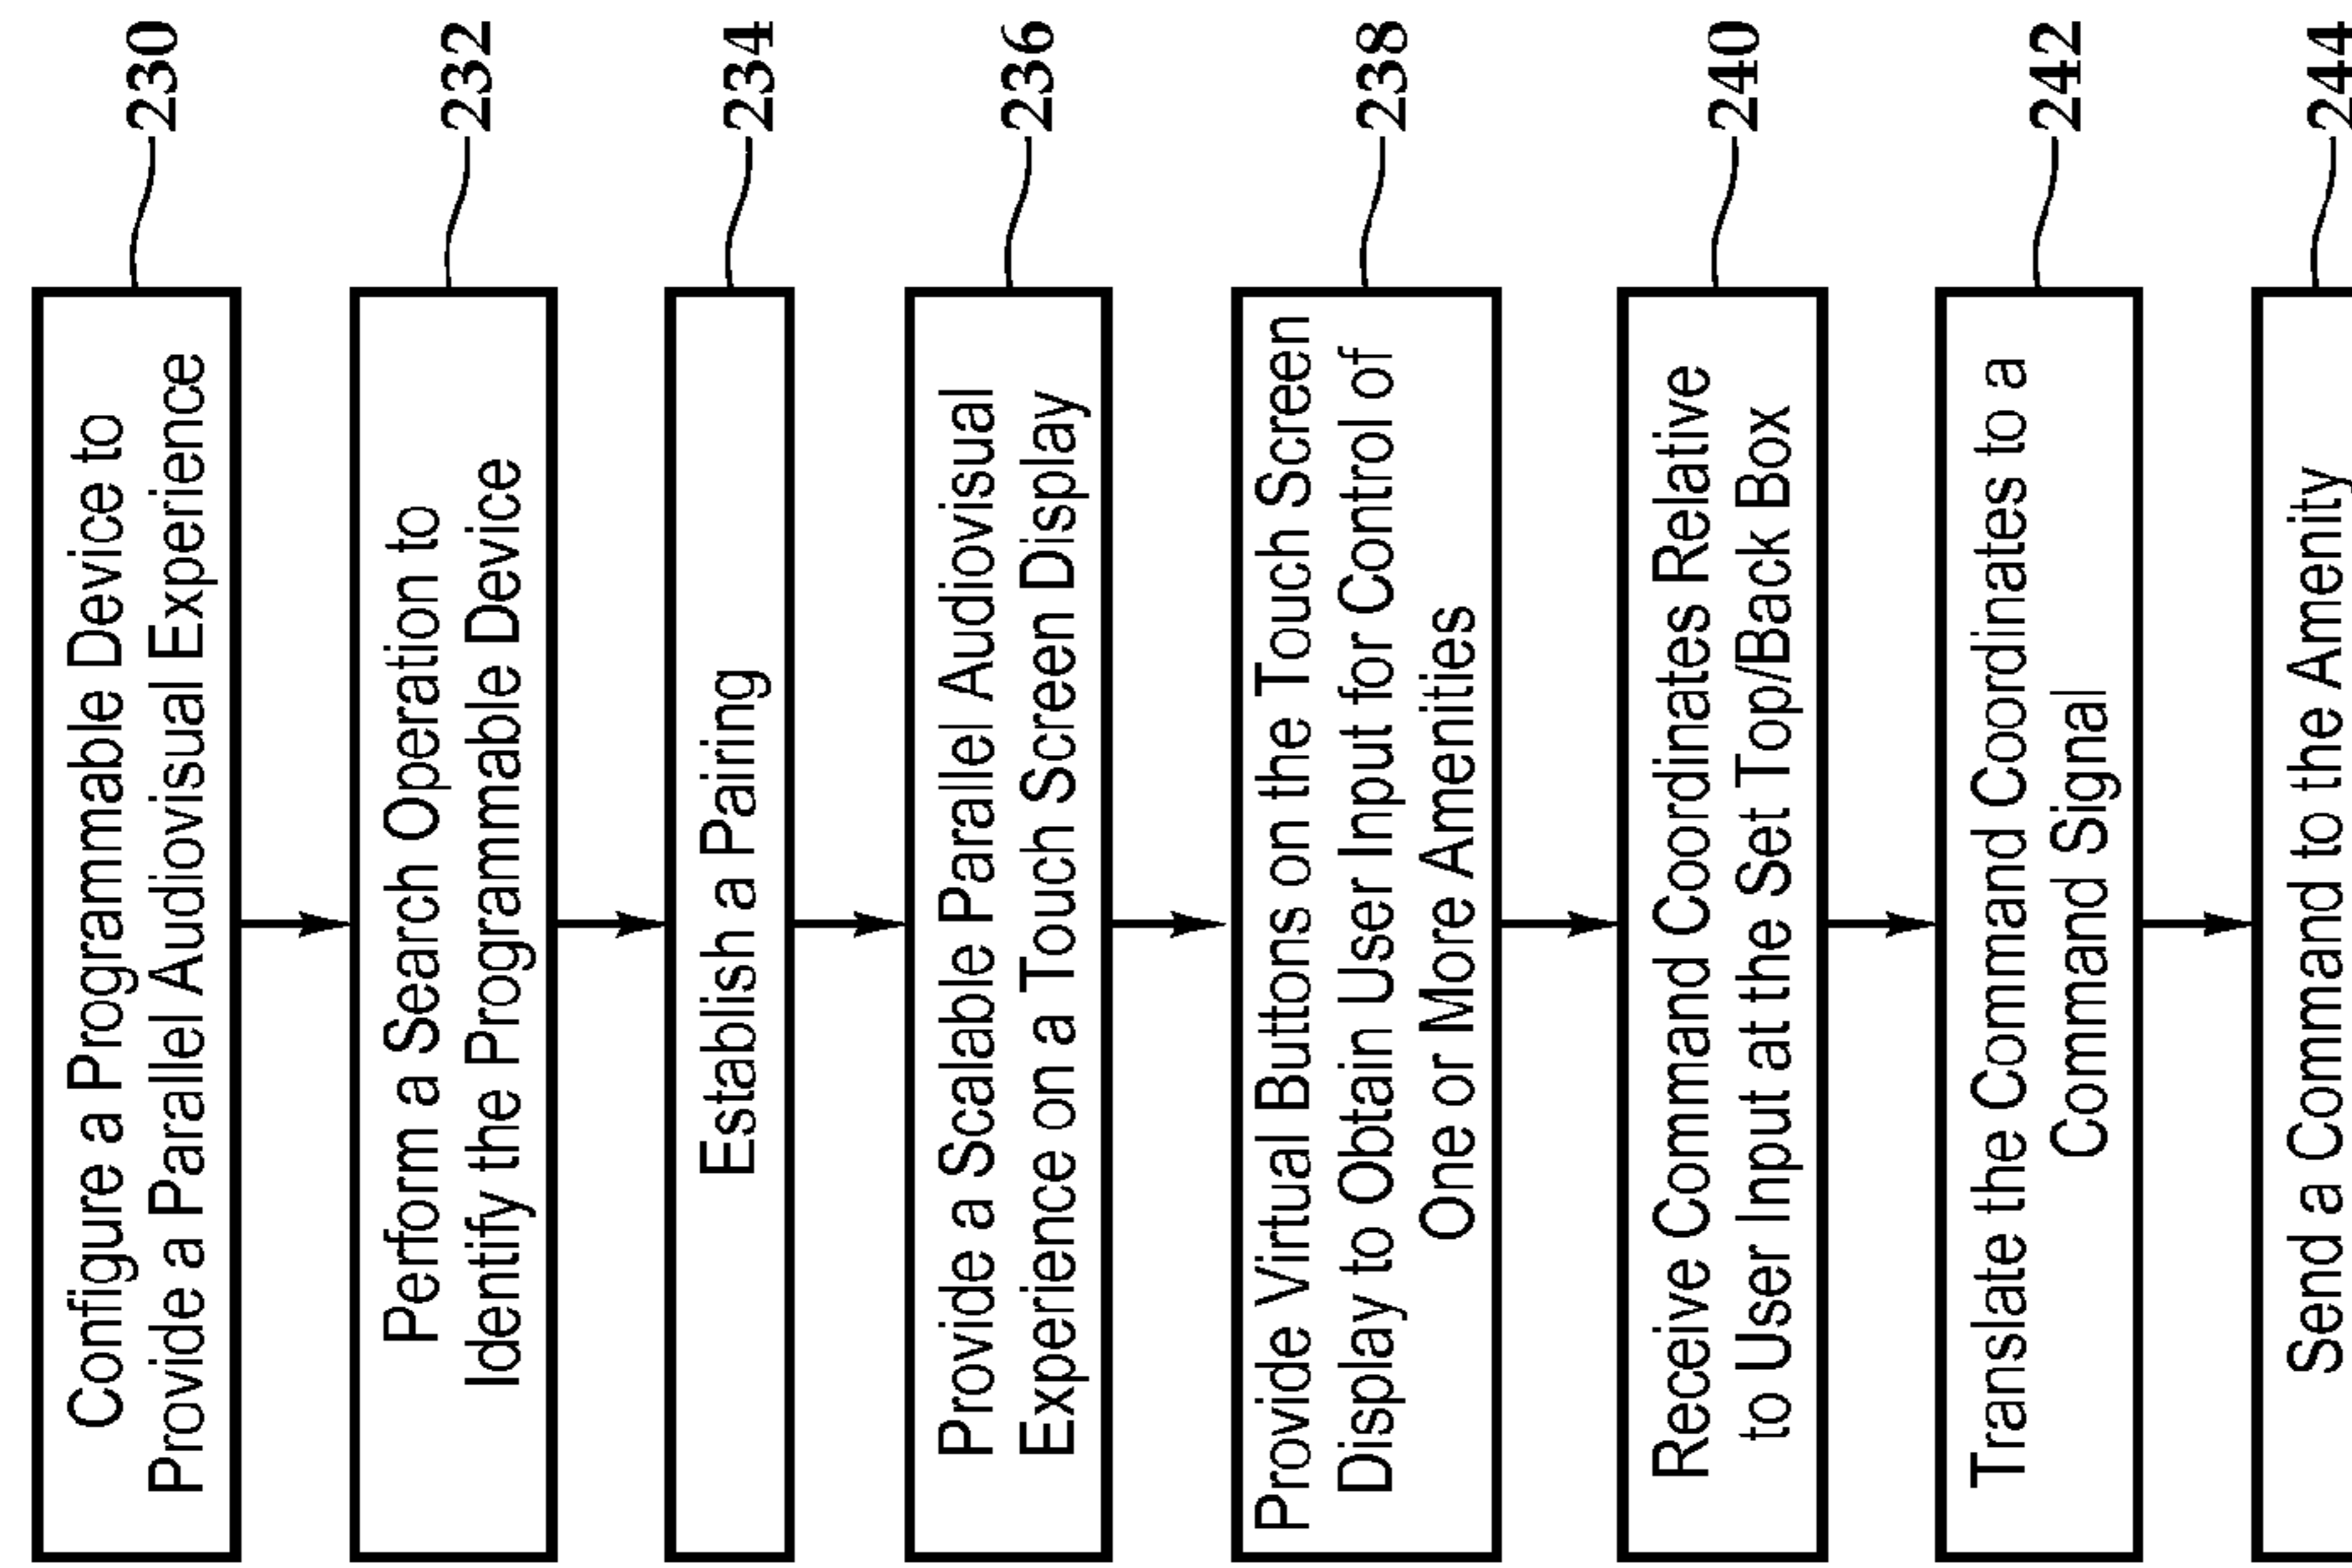 Configure a Programmable Device to
Provide a Parallel Audiovisual Experience
230
Perform a Search Operation to
Identify the Programmable Device
232
Establish a Pairing
234
Provide a Scalable Parallel Audiovisual
Experience on a Touch Screen Display
236
Provide Virtual Buttons on the Touch Screen
Display to Obtain User Input for Control of
One or More Amenities
238
Receive Command Coordinates Relative
to User Input at the Set Top/Back Box
240
Translate the Command Coordinates to a
Command Signal
242
Send a Command to the Amenity
244